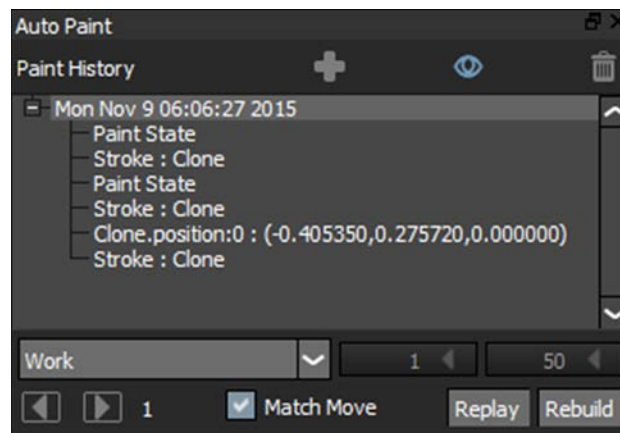 Auto Paint
Paint History
Mon Nov 9 06:06:27 2015
Paint State
Stroke : Clone
Paint State
Stroke : Clone
Clone.position:0 : (-0.405350,0.275720,0.000000)
Stroke : Clone
Work 1 50
1 Match Move Replay Rebuild